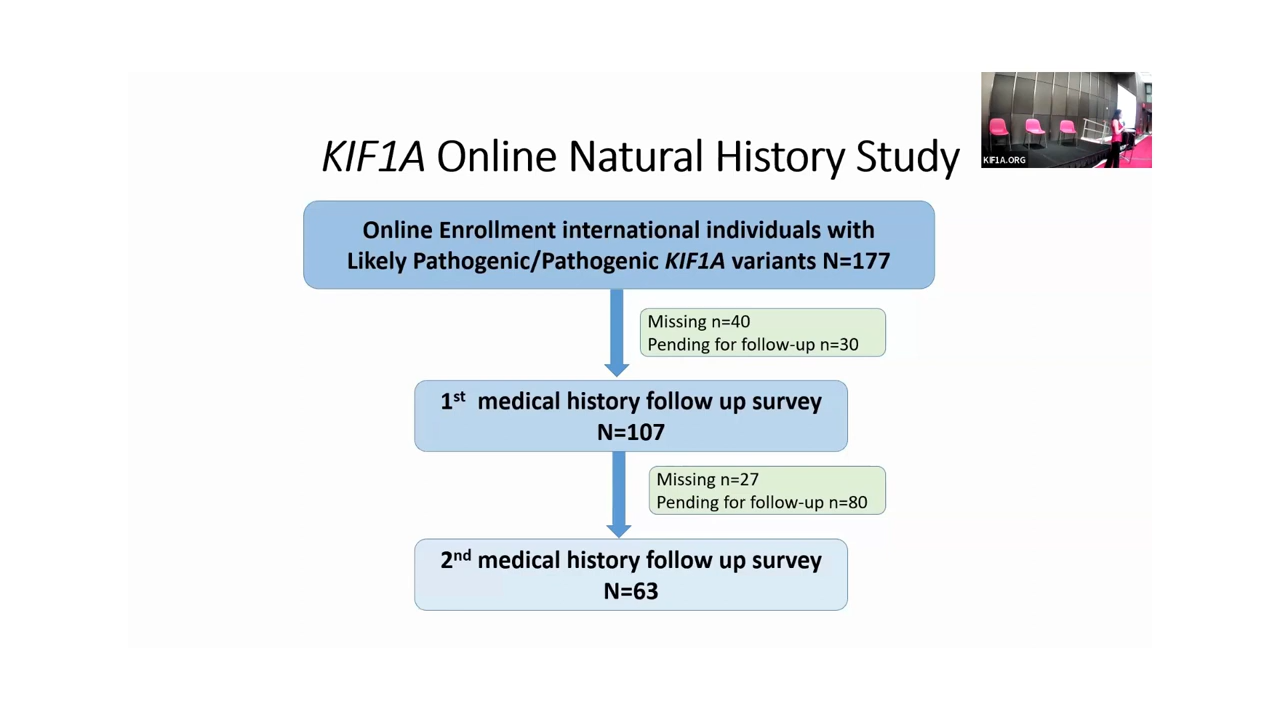 KIF1A Online Natural History Study
KIF1A.ORG
Online Enrollment international individuals with
Likely Pathogenic/Pathogenic KIF1A variants N=177
Missing n=40
Pending for follow-up n=30
1st medical history follow up survey
N=107
Missing n=27
Pending for follow-up n=80
2nd medical history follow up survey
N=63